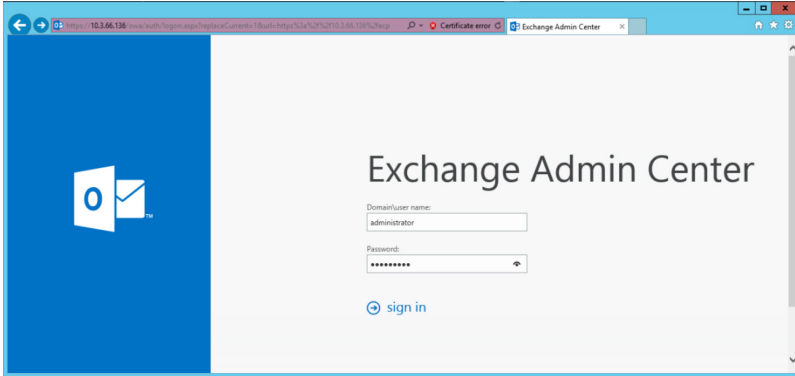 https://10.3.66.136/owa/auth/logon.aspx?replaceCurrent=1&url=https%3a%2f%2f10.3.66.136%2fecp
Certificate error
Exchange Admin Center
Exchange Admin Center
Domain\user name:
administrator
Password:
•••••••••
sign in
O
TM